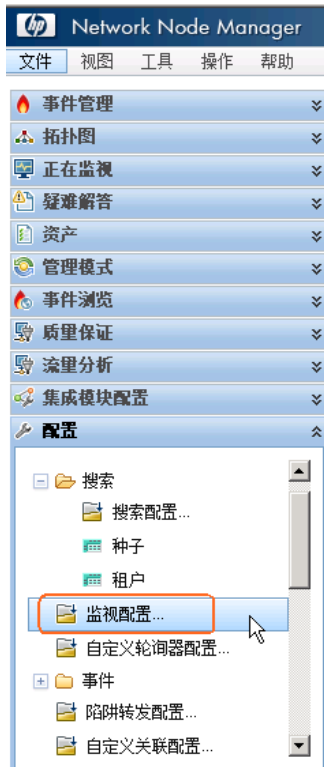 hp Network Node Manager
文件 视图 工具 操作 帮助
事件管理
拓扑图
正在监视
疑难解答
资产
管理模式
事件浏览
质量保证
流量分析
集成模块配置
配置
搜索
搜索配置...
种子
租户
监视配置...
自定义轮询器配置...
事件
陷阱转发配置...
自定义关联配置...